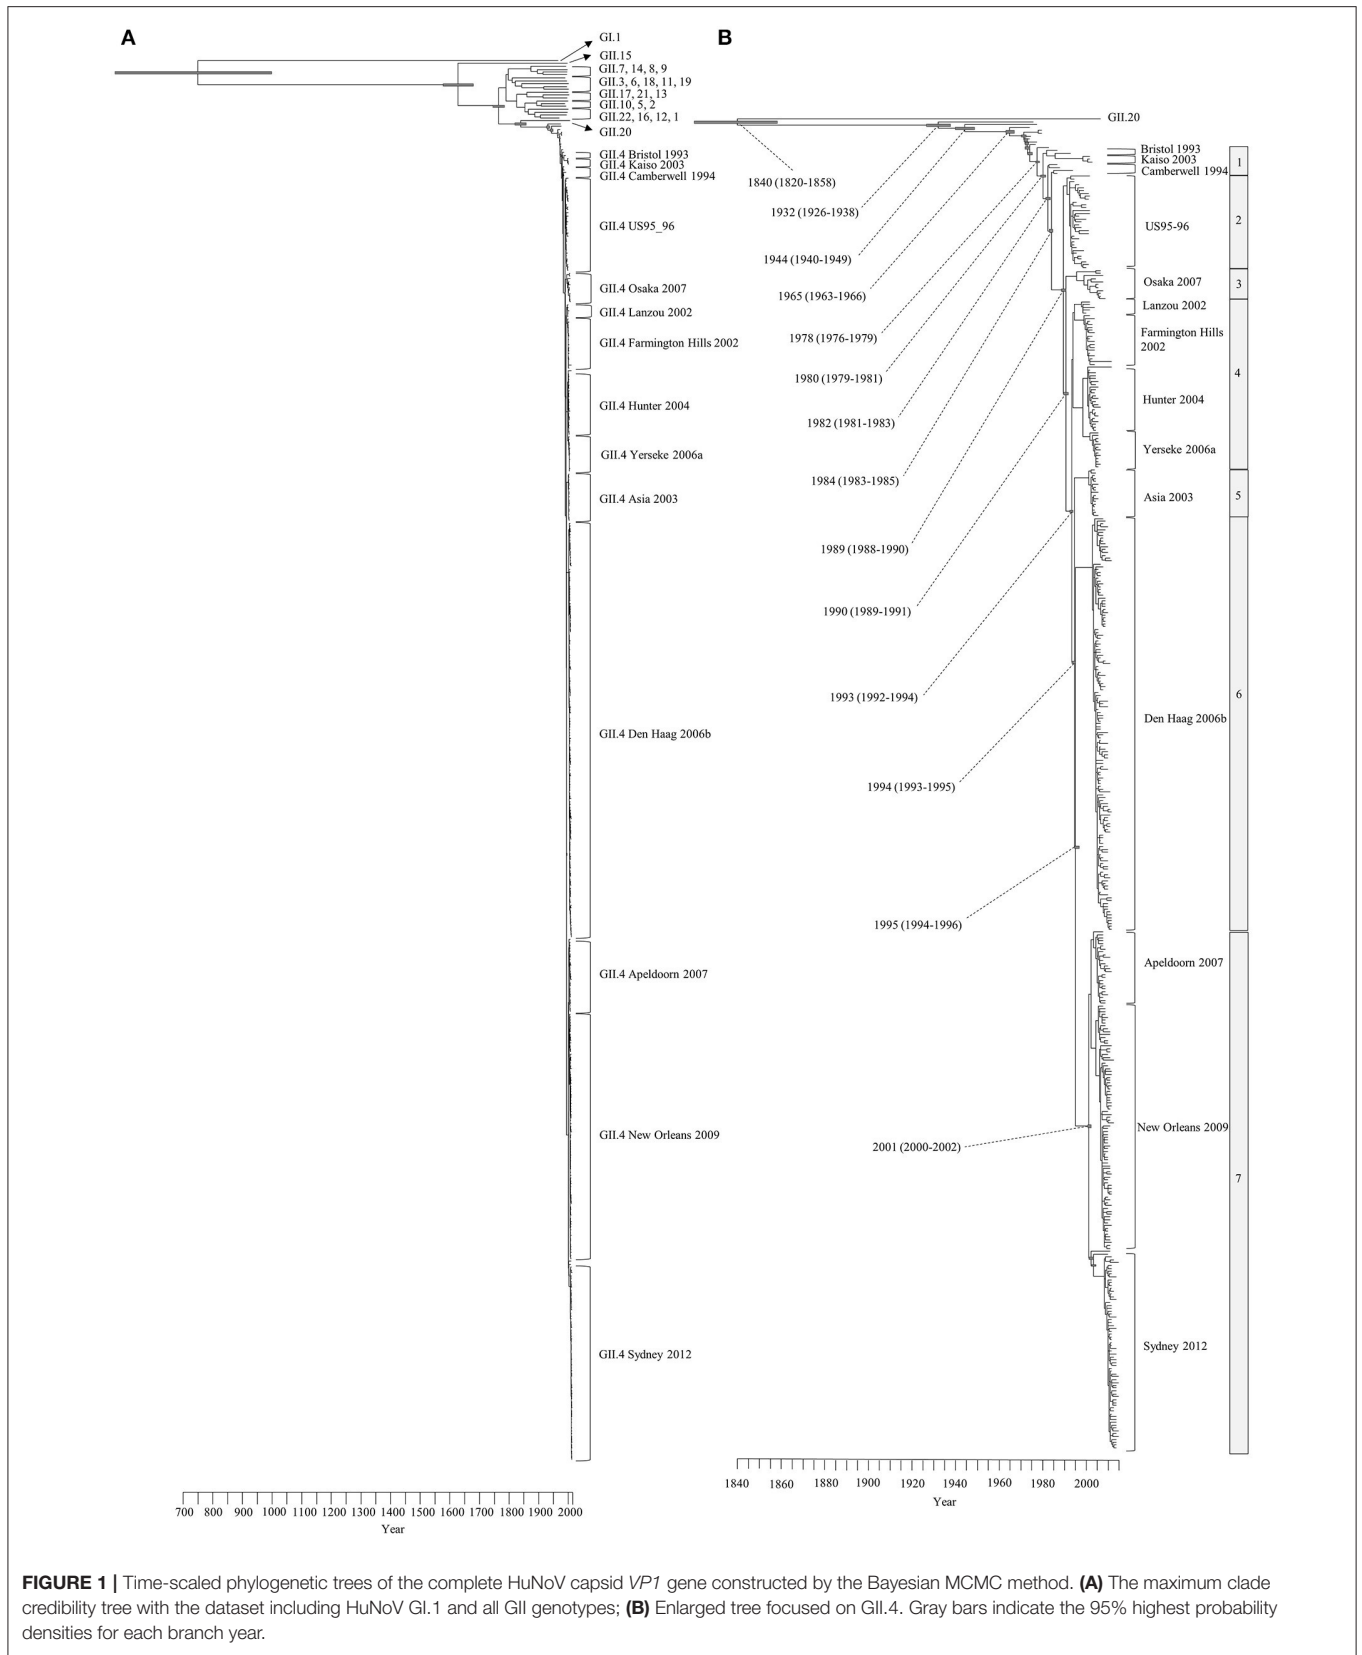 A
GI.1
GII.15
GII.7, 14, 8, 9
GII.3, 6, 18, 11, 19
GII.17, 21, 13
GII.10, 5, 2
GII.22, 16, 12, 1
GII.20
GII.4 Bristol 1993
GII.4 Kaiso 2003
GII.4 Camberwell 1994
GII.4 US95_96
GII.4 Osaka 2007
GII.4 Lanzou 2002
GII.4 Farmington Hills 2002
GII.4 Hunter 2004
GII.4 Yerseke 2006a
GII.4 Asia 2003
GII.4 Den Haag 2006b
GII.4 Apeldoorn 2007
GII.4 New Orleans 2009
GII.4 Sydney 2012
700 800 900 1000 1100 1200 1300 1400 1500 1600 1700 1800 1900 2000
Year
B
GII.20
1840 (1820-1858)
1932 (1926-1938)
1944 (1940-1949)
1965 (1963-1966)
1978 (1976-1979)
1980 (1979-1981)
1982 (1981-1983)
1984 (1983-1985)
1989 (1988-1990)
1990 (1989-1991)
1993 (1992-1994)
1994 (1993-1995)
1995 (1994-1996)
2001 (2000-2002)
Bristol 1993
Kaiso 2003
Camberwell 1994
US95-96
Osaka 2007
Lanzou 2002
Farmington Hills
2002
Hunter 2004
Yerseke 2006a
Asia 2003
Den Haag 2006b
Apeldoorn 2007
New Orleans 2009
Sydney 2012
1
2
3
4
5
6
7
1840 1860 1880 1900 1920 1940 1960 1980 2000
Year
FIGURE 1 | Time-scaled phylogenetic trees of the complete HuNoV capsid VP1 gene constructed by the Bayesian MCMC method. (A) The maximum clade
credibility tree with the dataset including HuNoV GI.1 and all GII genotypes; (B) Enlarged tree focused on GII.4. Gray bars indicate the 95% highest probability
densities for each branch year.